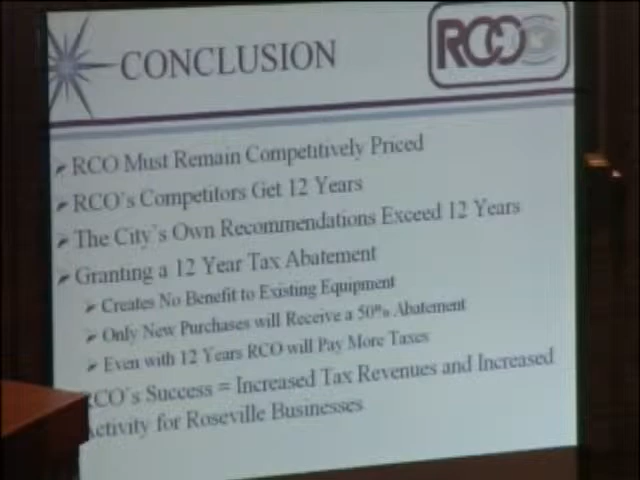 CONCLUSION
RCO
RCO Must Remain Competitively Priced
RCO's Competitors Get 12 Years
The City's Own Recommendations Exceed 12 Years
Granting a 12 Year Tax Abatement
Creates No Benefit to Existing Equipment
Only New Purchases will Receive a 50% Abatement
Even with 12 Years RCO will Pay More Taxes
RCO's Success = Increased Tax Revenues and Increased
Activity for Roseville Businesses